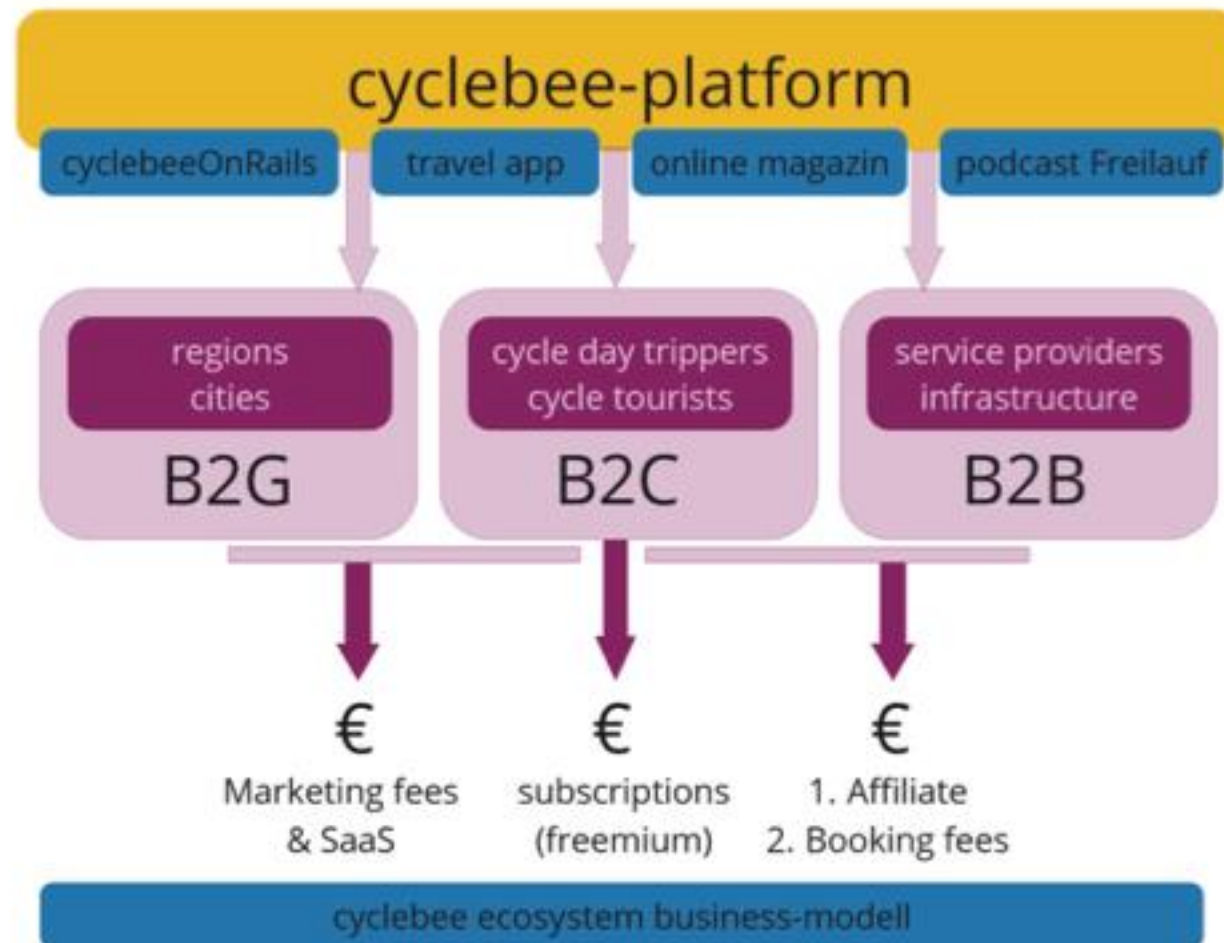 cyclebee-platform
cyclebeeOnRails
travel app
online magazin
podcast Freilauf
regions
cities
B2G
cycle day trippers
cycle tourists
B2C
service providers
infrastructure
B2B
€
Marketing fees
& SaaS
€
subscriptions
(freemium)
€
1. Affiliate
2. Booking fees
cyclebee ecosystem business-modell